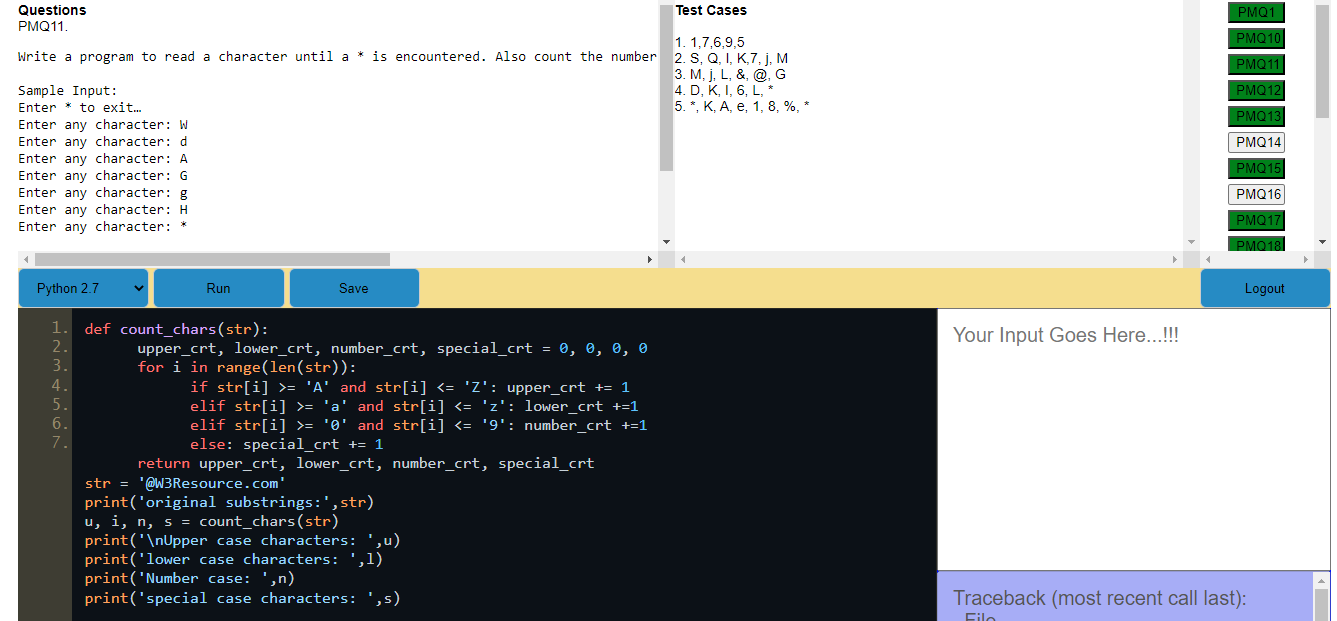 Questions
PMQ11.
Write a program to read a character until a * is encountered. Also count the number
Sample Input:
Enter * to exit…
Enter any character: W
Enter any character: d
Enter any character: A
Enter any character: G
Enter any character: g
Enter any character: H
Enter any character: *
Test Cases
1. 1,7,6,9,5
2. S, Q, l, K,7, j, M
3. M, j, L, &, @, G
4. D, K, I, 6, L, *
5. *, K, A, e, 1, 8, %, *
PMQ1
PMQ10
PMQ11
PMQ12
PMQ13
PMQ14
PMQ15
PMQ16
PMQ17
PMQ18
Python 2.7
Run
Save
Logout
1. def count_chars(str):
2. upper_crt, lower_crt, number_crt, special_crt = 0, 0, 0, 0
3. for i in range(len(str)):
4. if str[i] >= 'A' and str[i] <= 'Z': upper_crt += 1
5. elif str[i] >= 'a' and str[i] <= 'z': lower_crt +=1
6. elif str[i] >= '0' and str[i] <= '9': number_crt +=1
7. else: special_crt += 1
return upper_crt, lower_crt, number_crt, special_crt
str = '@W3Resource.com'
print('original substrings:',str)
u, i, n, s = count_chars(str)
print('\nUpper case characters: ',u)
print('lower case characters: ',l)
print('Number case: ',n)
print('special case characters: ',s)
Your Input Goes Here...!!!
Traceback (most recent call last):
File